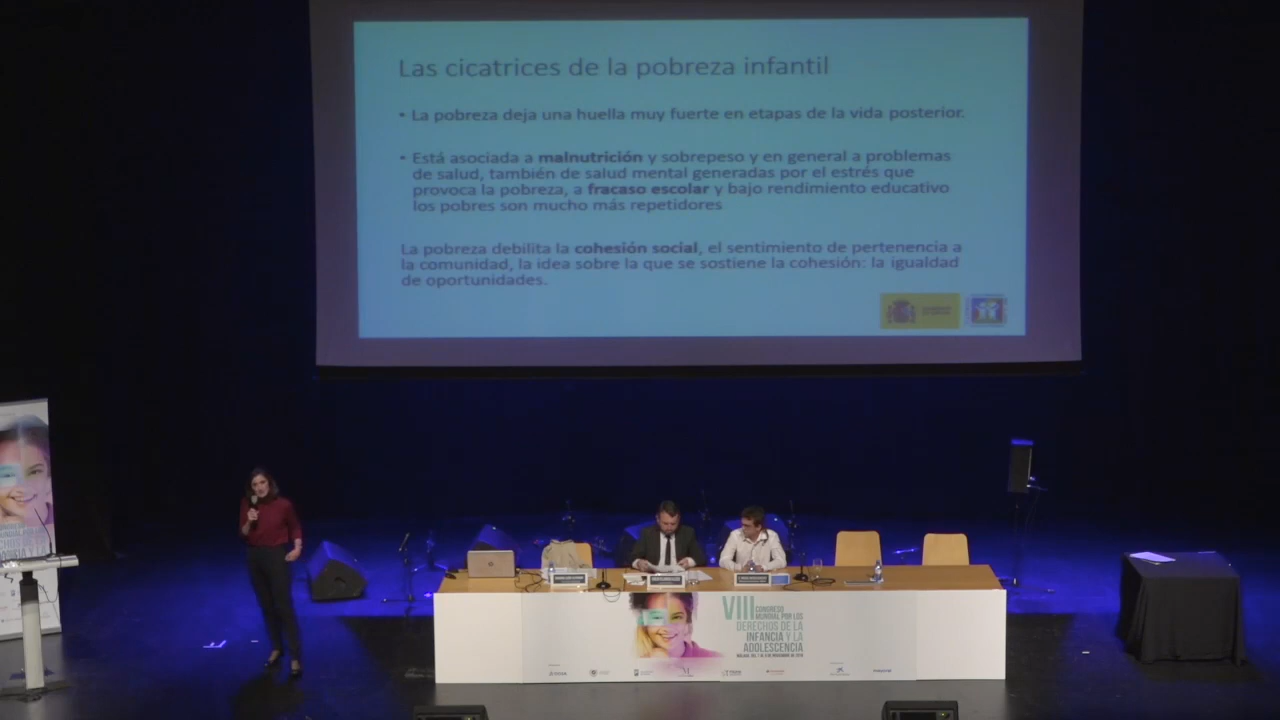 Las cicatrices de la pobreza infantil
• La pobreza deja una huella muy fuerte en etapas de la vida posterior.
• Está asociada a malnutrición y sobrepeso y en general a problemas
de salud, también de salud mental generadas por el estrés que
provoca la pobreza, a fracaso escolar y bajo rendimiento educativo
los pobres son mucho más repetidores
La pobreza debilita la cohesión social, el sentimiento de pertenencia a
la comunidad, la idea sobre la que se sostiene la cohesión: la igualdad
de oportunidades.
VIII CONGRESO
MUNDIAL POR LOS
DERECHOS DE LA
INFANCIA Y LA
ADOLESCENCIA